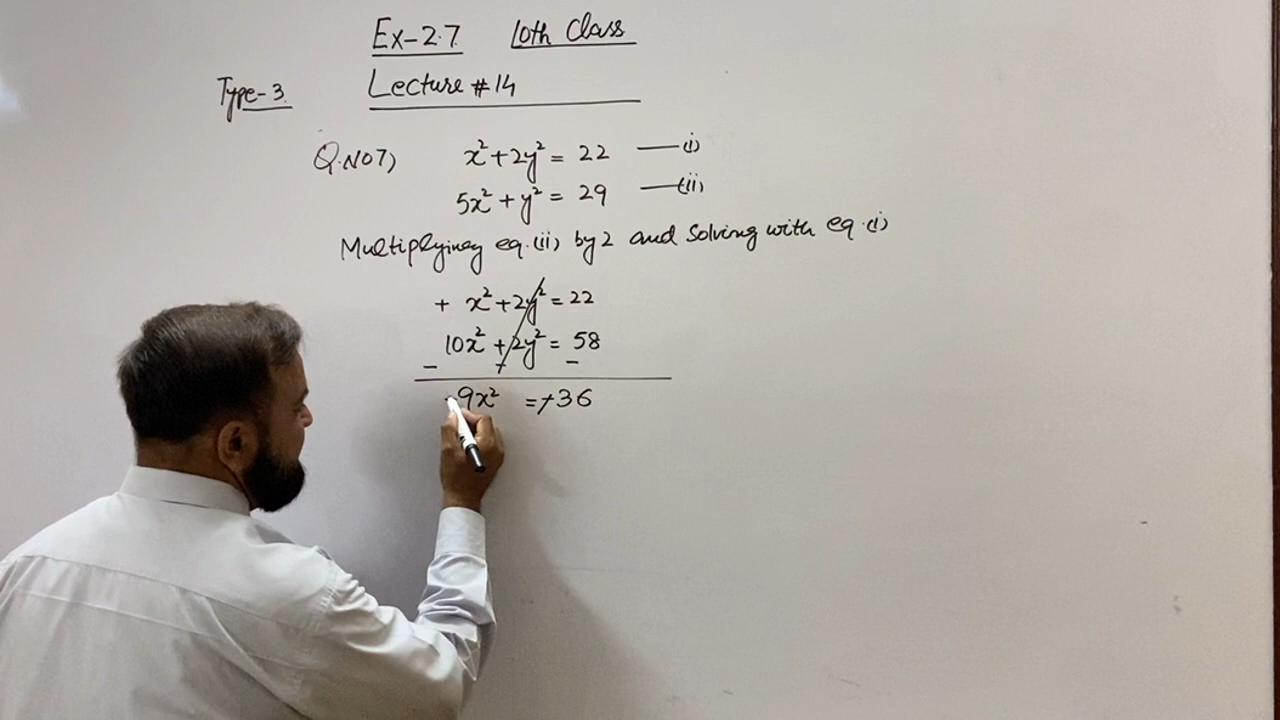 Ex-2.7 10th Class
Type-3. Lecture #14
Q.NO7) x²+2y² = 22 —(i)
5x²+y² = 29 —(ii)
Multiplying eq.(ii) by 2 and Solving with eq.(i)
+ x²+2y² = 22
10x²+2y² = 58
- - -
-9x² = -36